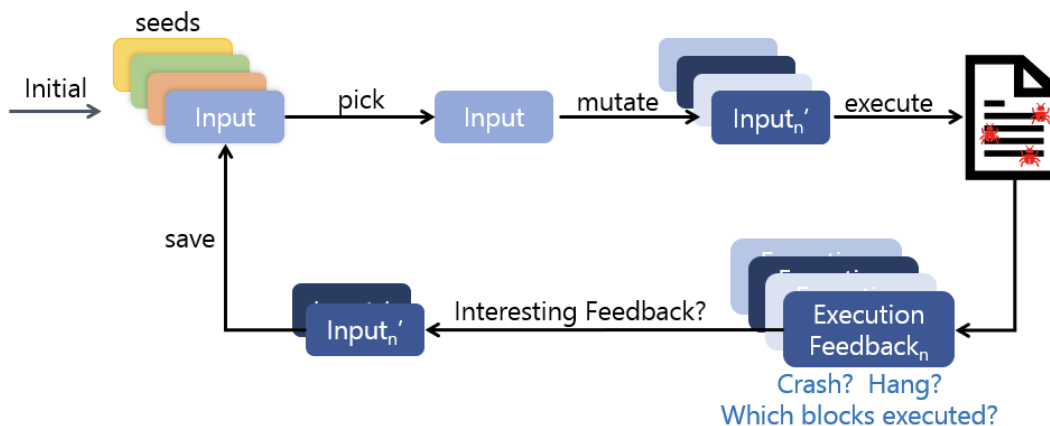 seeds
Initial
Input
pick
Input
mutate
Inputn'
execute
save
Inputn'
Interesting Feedback?
Execution
Feedbackn
Crash? Hang?
Which blocks executed?